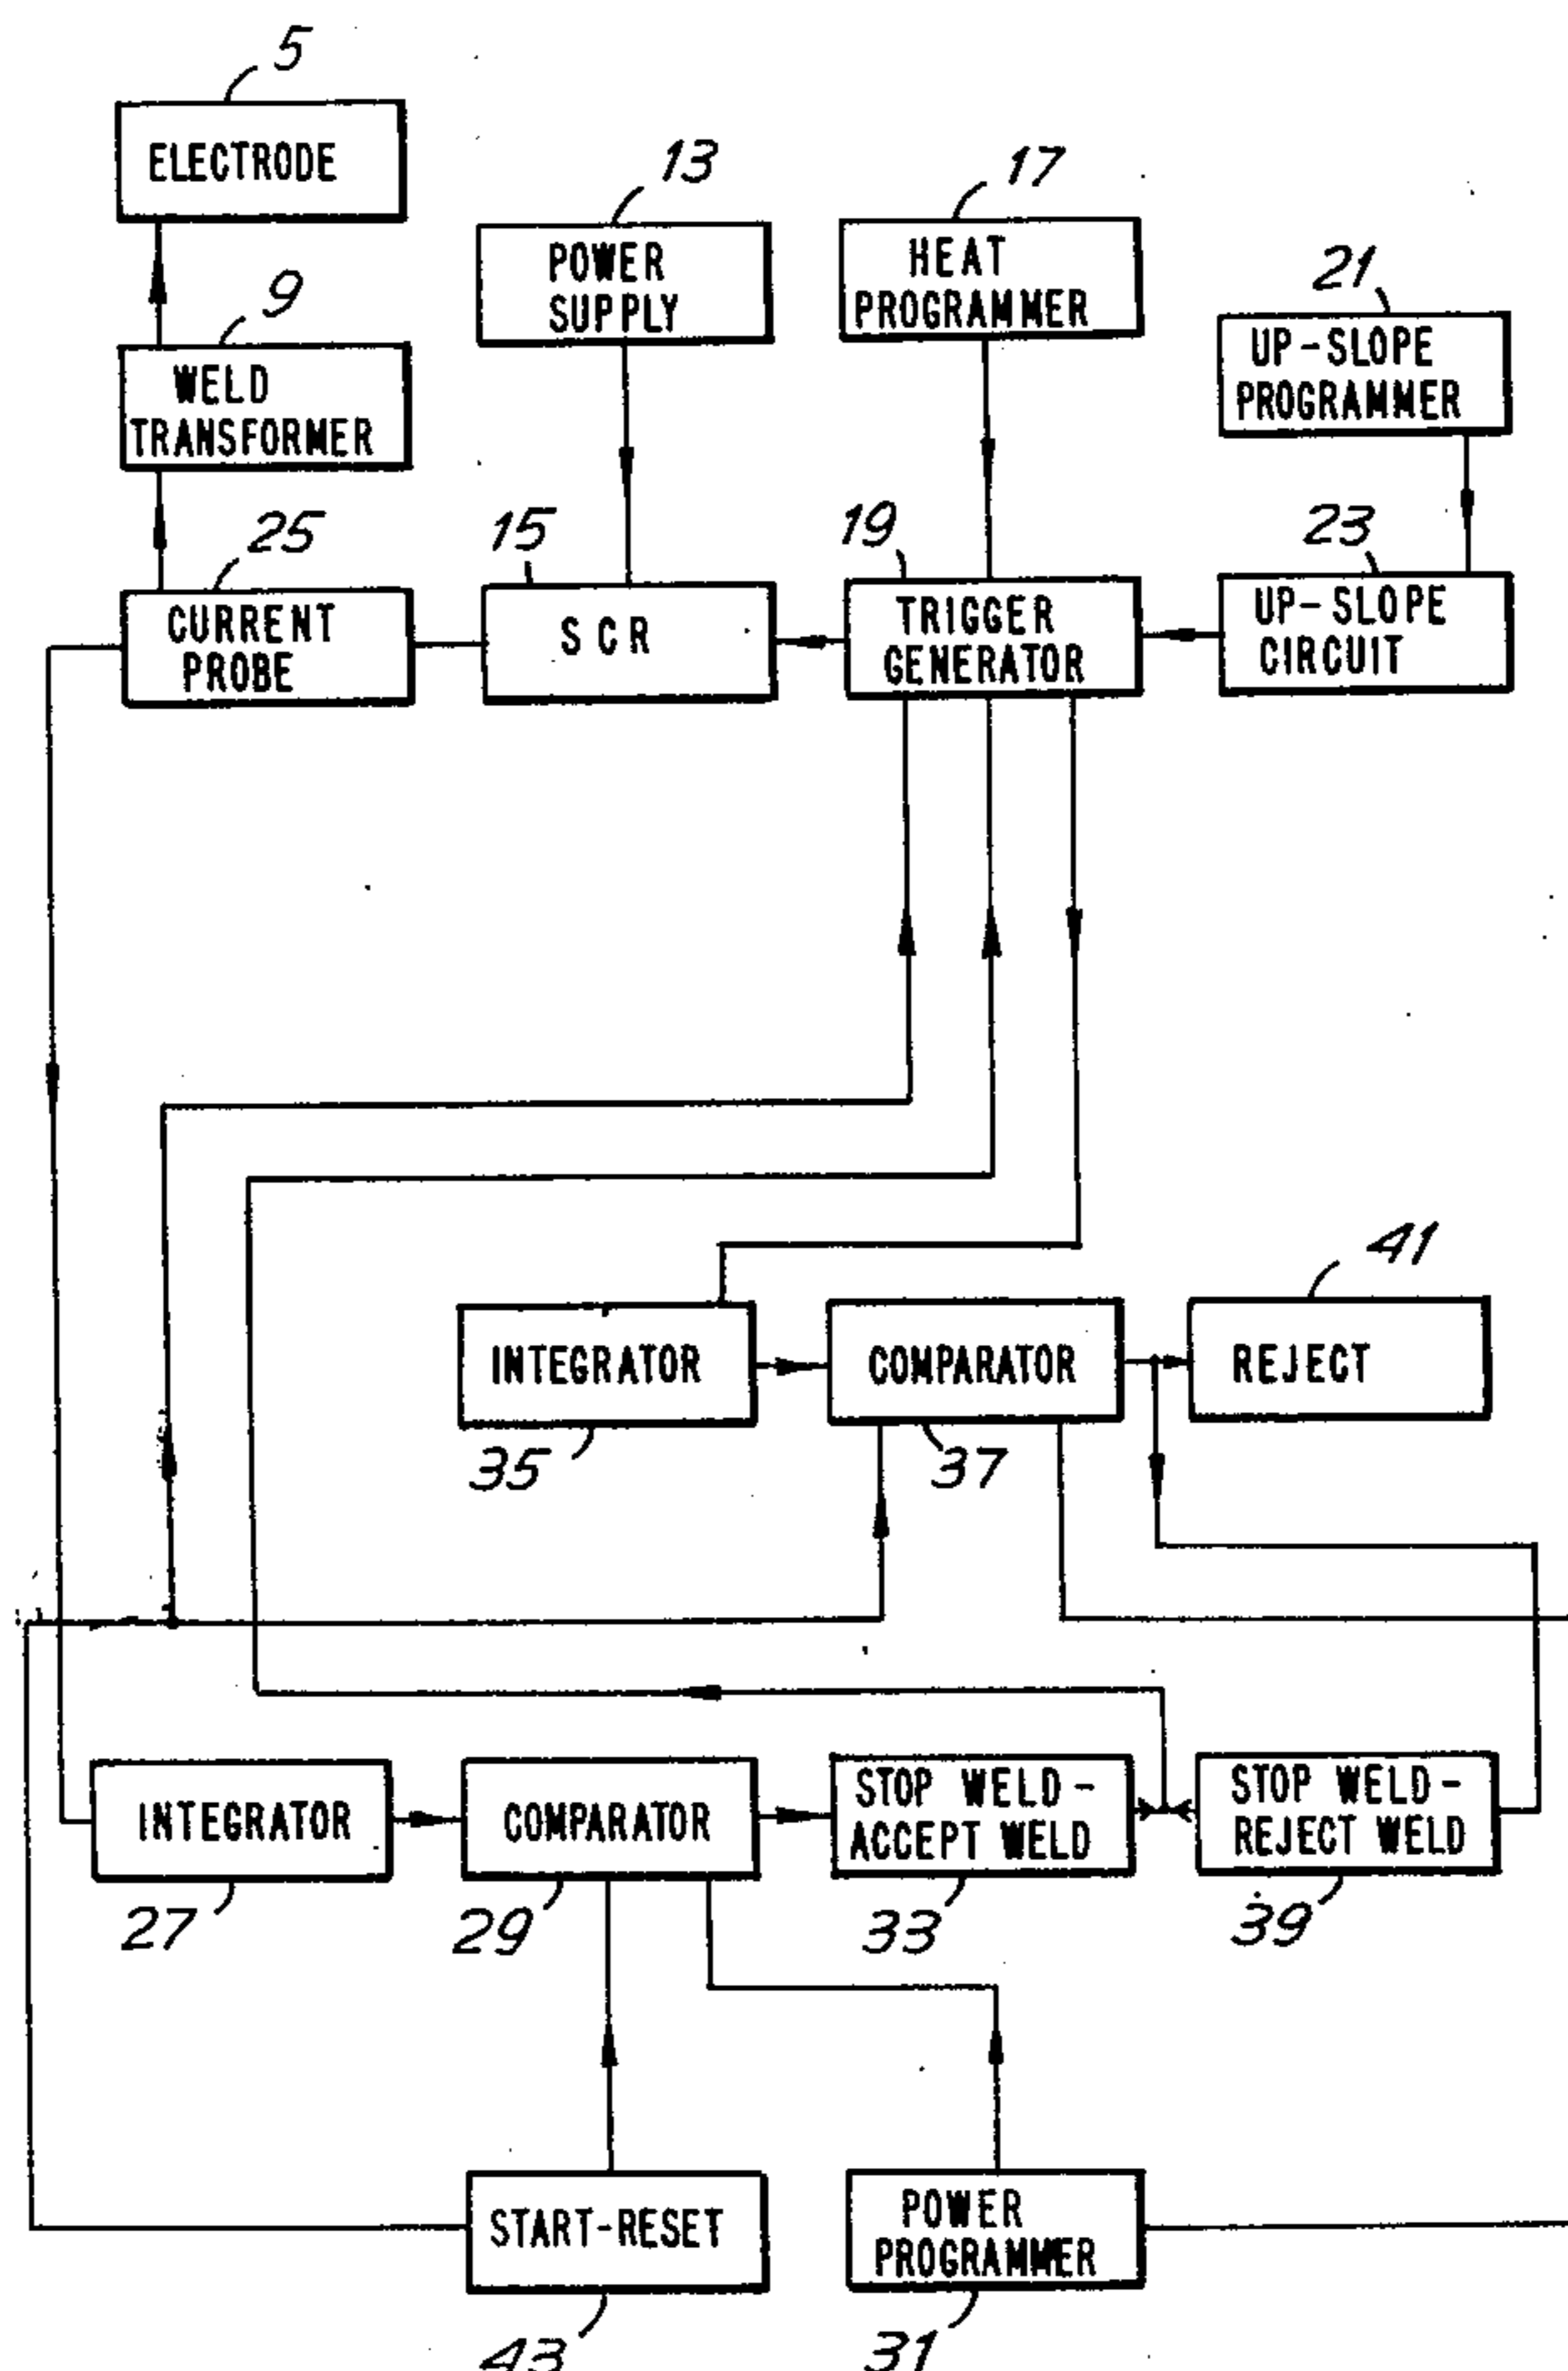 5
ELECTRODE
13
POWER
SUPPLY
17
HEAT
PROGRAMMER
21
UP-SLOPE
PROGRAMMER
9
WELD
TRANSFORMER
25
CURRENT
PROBE
15
SCR
19
TRIGGER
GENERATOR
23
UP-SLOPE
CIRCUIT
41
INTEGRATOR
35
COMPARATOR
37
REJECT
INTEGRATOR
27
COMPARATOR
29
STOP WELD-
ACCEPT WELD
33
STOP WELD-
REJECT WELD
39
START-RESET
43
POWER
PROGRAMMER
31